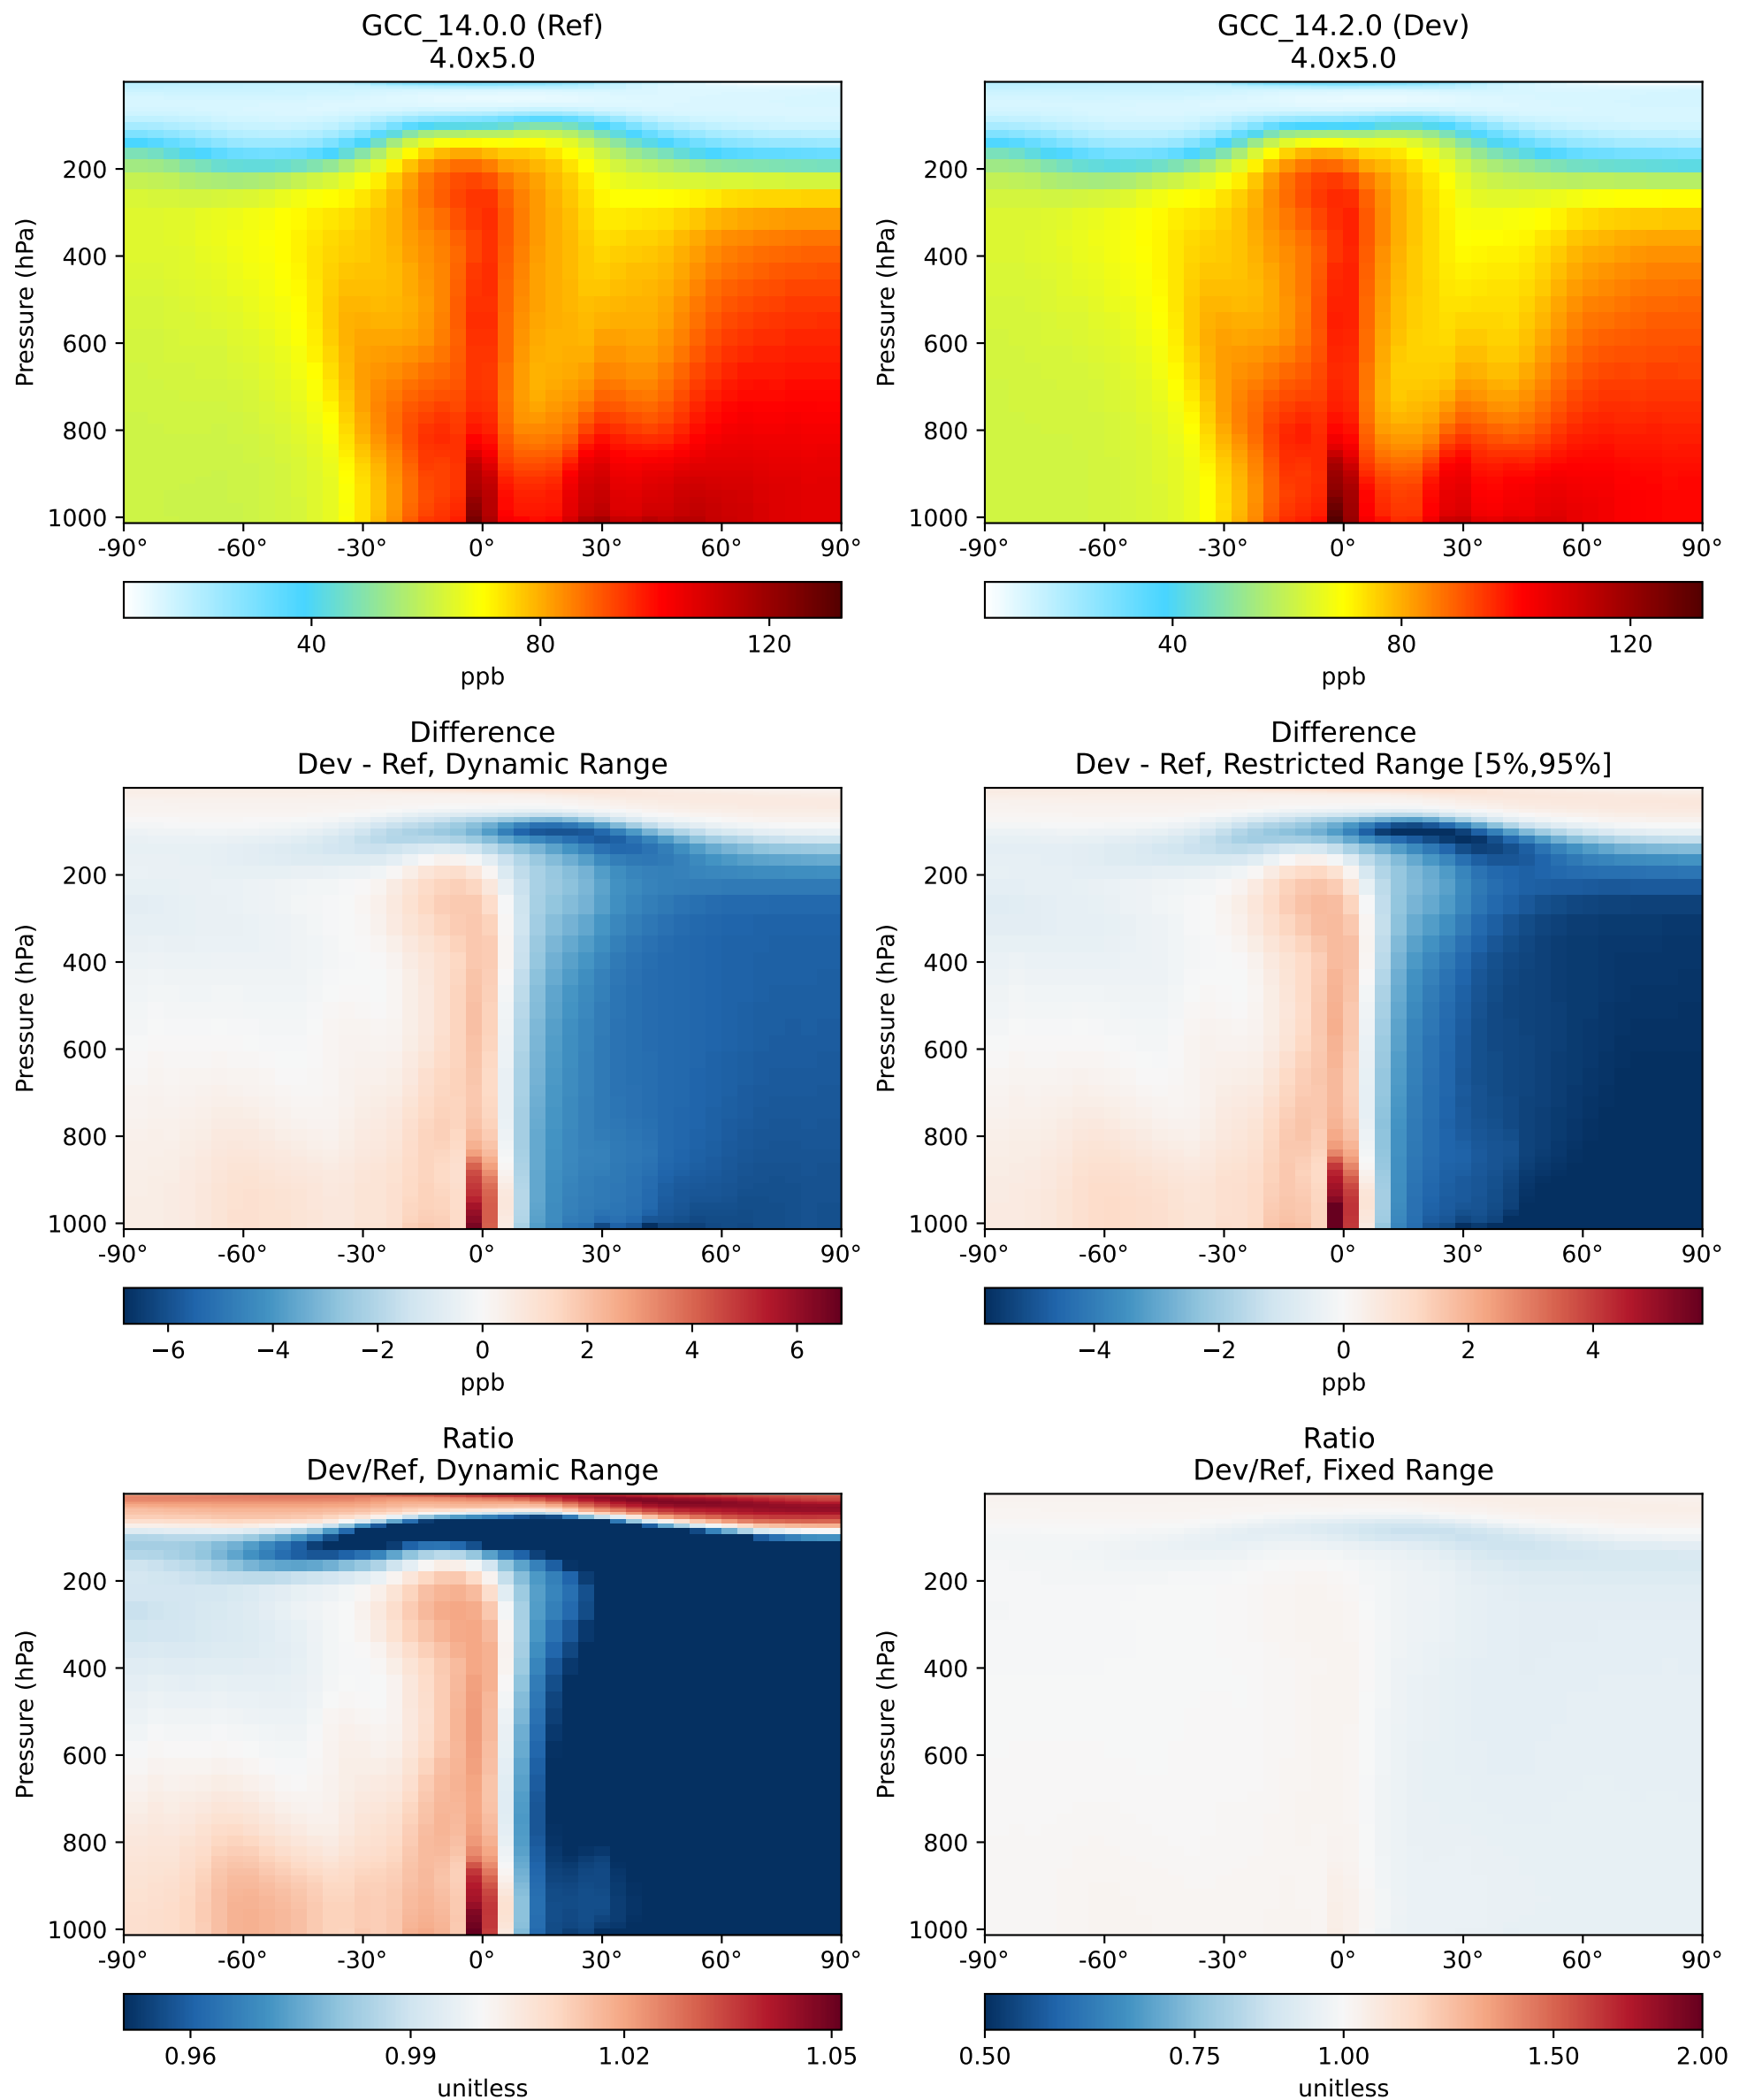 GCC_14.0.0 (Ref)
4.0x5.0
Pressure (hPa)
200
400
600
800
1000
-90° -60° -30° 0° 30° 60° 90°
40 80 120
ppb
GCC_14.2.0 (Dev)
4.0x5.0
Pressure (hPa)
200
400
600
800
1000
-90° -60° -30° 0° 30° 60° 90°
40 80 120
ppb
Difference
Dev - Ref, Dynamic Range
Pressure (hPa)
200
400
600
800
1000
-90° -60° -30° 0° 30° 60° 90°
−6 −4 −2 0 2 4 6
ppb
Difference
Dev - Ref, Restricted Range [5%,95%]
Pressure (hPa)
200
400
600
800
1000
-90° -60° -30° 0° 30° 60° 90°
−4 −2 0 2 4
ppb
Ratio
Dev/Ref, Dynamic Range
Pressure (hPa)
200
400
600
800
1000
-90° -60° -30° 0° 30° 60° 90°
0.96 0.99 1.02 1.05
unitless
Ratio
Dev/Ref, Fixed Range
Pressure (hPa)
200
400
600
800
1000
-90° -60° -30° 0° 30° 60° 90°
0.50 0.75 1.00 1.50 2.00
unitless